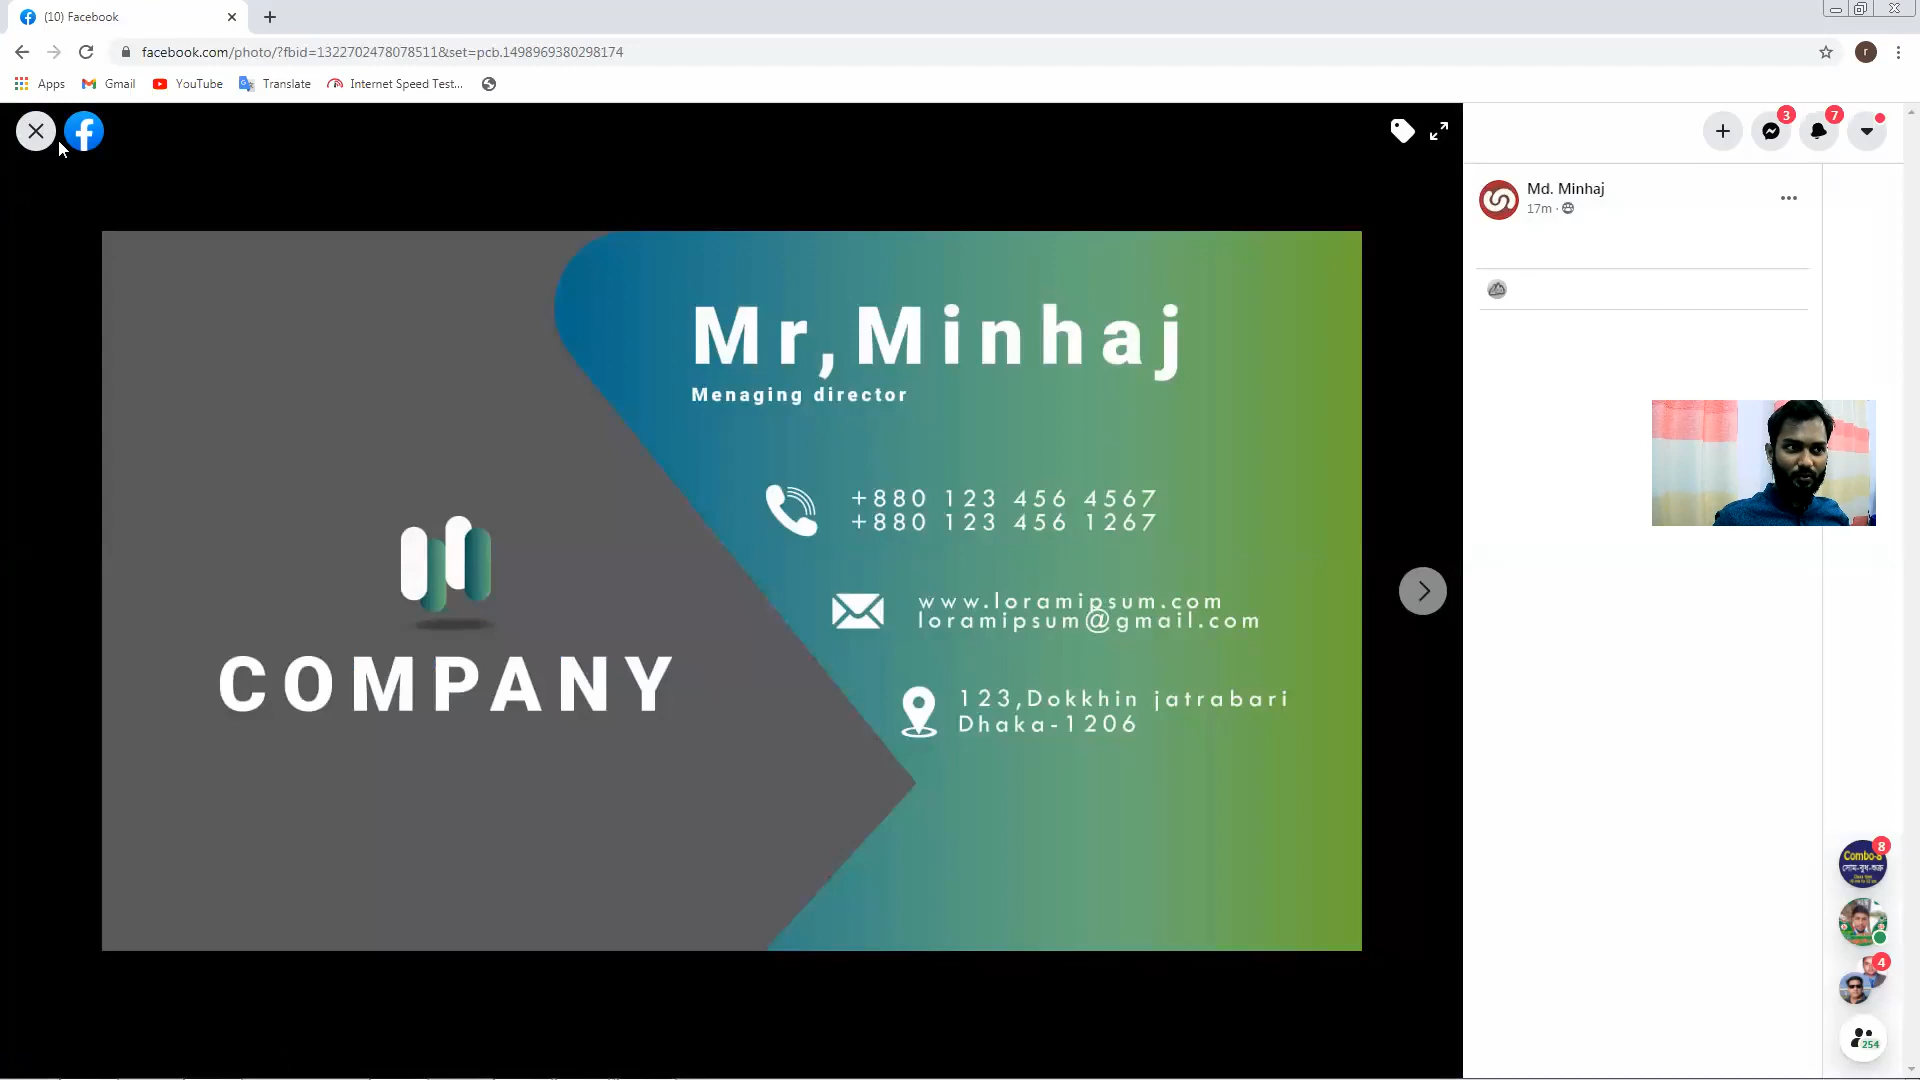 (10) Facebook
facebook.com/photo/?fbid=1322702478078511&set=pcb.1498969380298174
r
Apps
Gmail
YouTube
Translate
Internet Speed Test...
3
7
Md. Minhaj
17m ·
Mr,Minhaj
Menaging director
+880 123 456 4567
+880 123 456 1267
www.loramipsum.com
loramipsum@gmail.com
COMPANY
123,Dokkhin jatrabari
Dhaka-1206
8
Combo-8
4
254